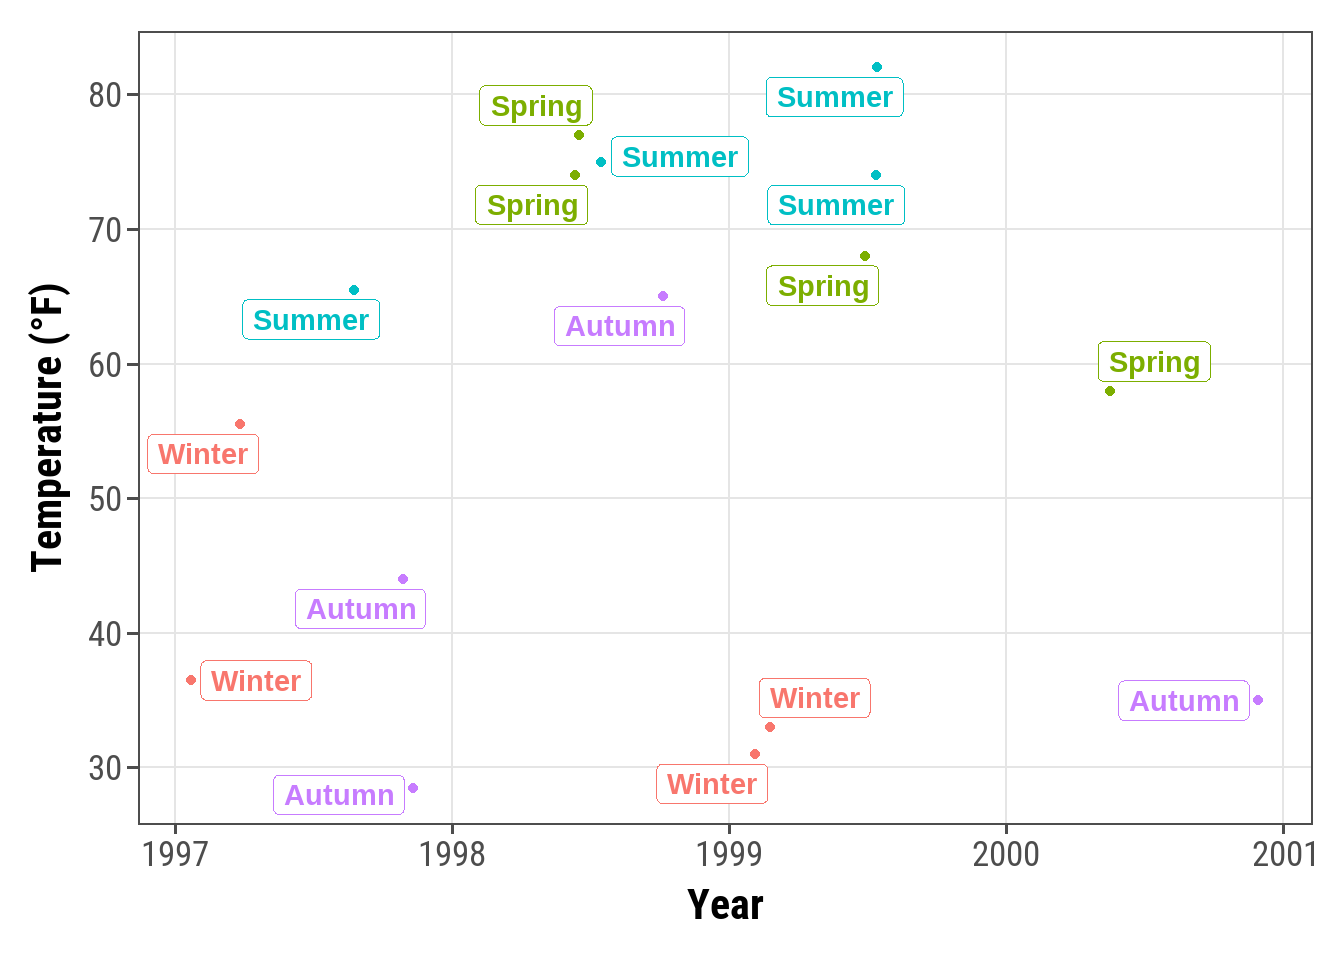 Temperature (°F)
80
70
60
50
40
30
Summer
Spring
Summer
Spring
Summer
Spring
Summer
Autumn
Spring
Winter
Autumn
Winter
Winter
Autumn
Winter
Autumn
1997
1998
1999
2000
2001
Year